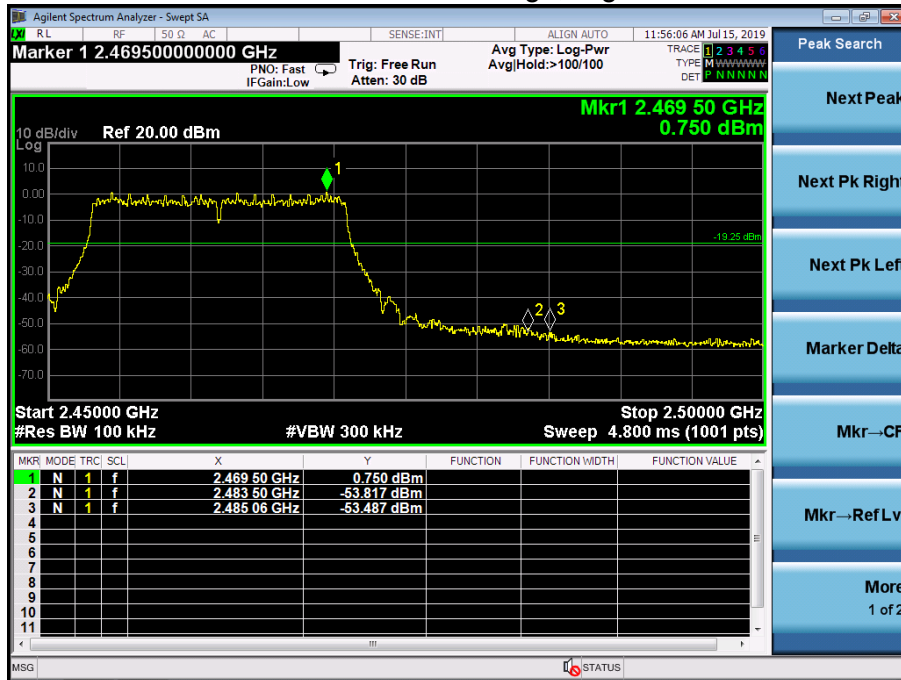 Agilent Spectrum Analyzer - Swept SA
LXI RL RF 50 Ω AC SENSE:INT ALIGN AUTO 11:56:06 AM Jul 15, 2019
Marker 1 2.469500000000 GHz
PNO: Fast
IFGain:Low
Trig: Free Run
Atten: 30 dB
Avg Type: Log-Pwr
Avg|Hold:>100/100
TRACE 1 2 3 4 5 6
TYPE M WWWWW
DET P N N N N N
Peak Search
Mkr1 2.469 50 GHz
0.750 dBm
10 dB/div Ref 20.00 dBm
Log
10.0
0.00
-10.0
-20.0
-30.0
-40.0
-50.0
-60.0
-70.0
1
-19.25 dBm
2 3
Start 2.45000 GHz Stop 2.50000 GHz
#Res BW 100 kHz #VBW 300 kHz Sweep 4.800 ms (1001 pts)
MKR MODE TRC SCL X Y FUNCTION FUNCTION WIDTH FUNCTION VALUE
1 N 1 f 2.469 50 GHz 0.750 dBm
2 N 1 f 2.483 50 GHz -53.817 dBm
3 N 1 f 2.485 06 GHz -53.487 dBm
4
5
6
7
8
9
10
11
Next Peak
Next Pk Right
Next Pk Left
Marker Delta
Mkr→CF
Mkr→Ref Lv
More
1 of 2
MSG STATUS